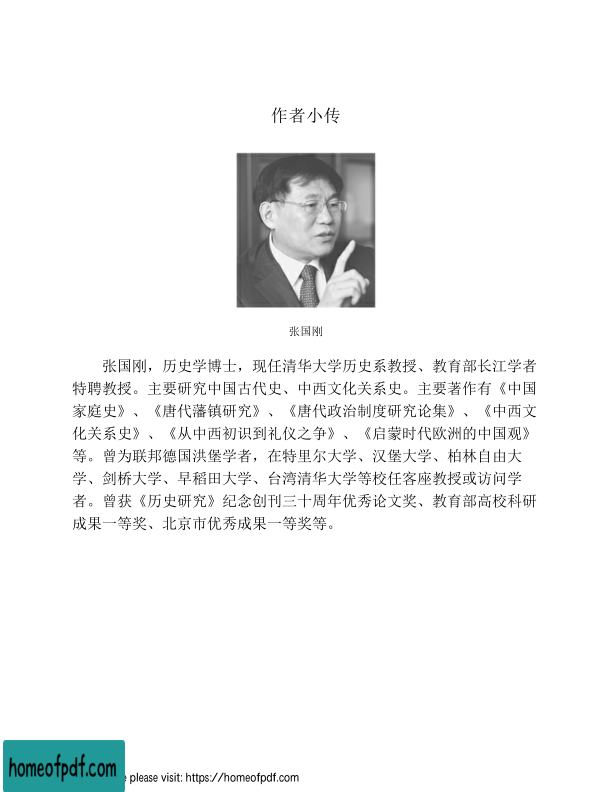 作者小传
张国刚
张国刚，历史学博士，现任清华大学历史系教授、教育部长江学者
特聘教授。主要研究中国古代史、中西文化关系史。主要著作有《中国
家庭史》、《唐代藩镇研究》、《唐代政治制度研究论集》、《中西文
化关系史》、《从中西初识到礼仪之争》、《启蒙时代欧洲的中国观》
等。曾为联邦德国洪堡学者，在特里尔大学、汉堡大学、柏林自由大
学、剑桥大学、早稻田大学、台湾清华大学等校任客座教授或访问学
者。曾获《历史研究》纪念创刊三十周年优秀论文奖、教育部高校科研
成果一等奖、北京市优秀成果一等奖等。
homeofpdf.com
please visit: https://homeofpdf.com